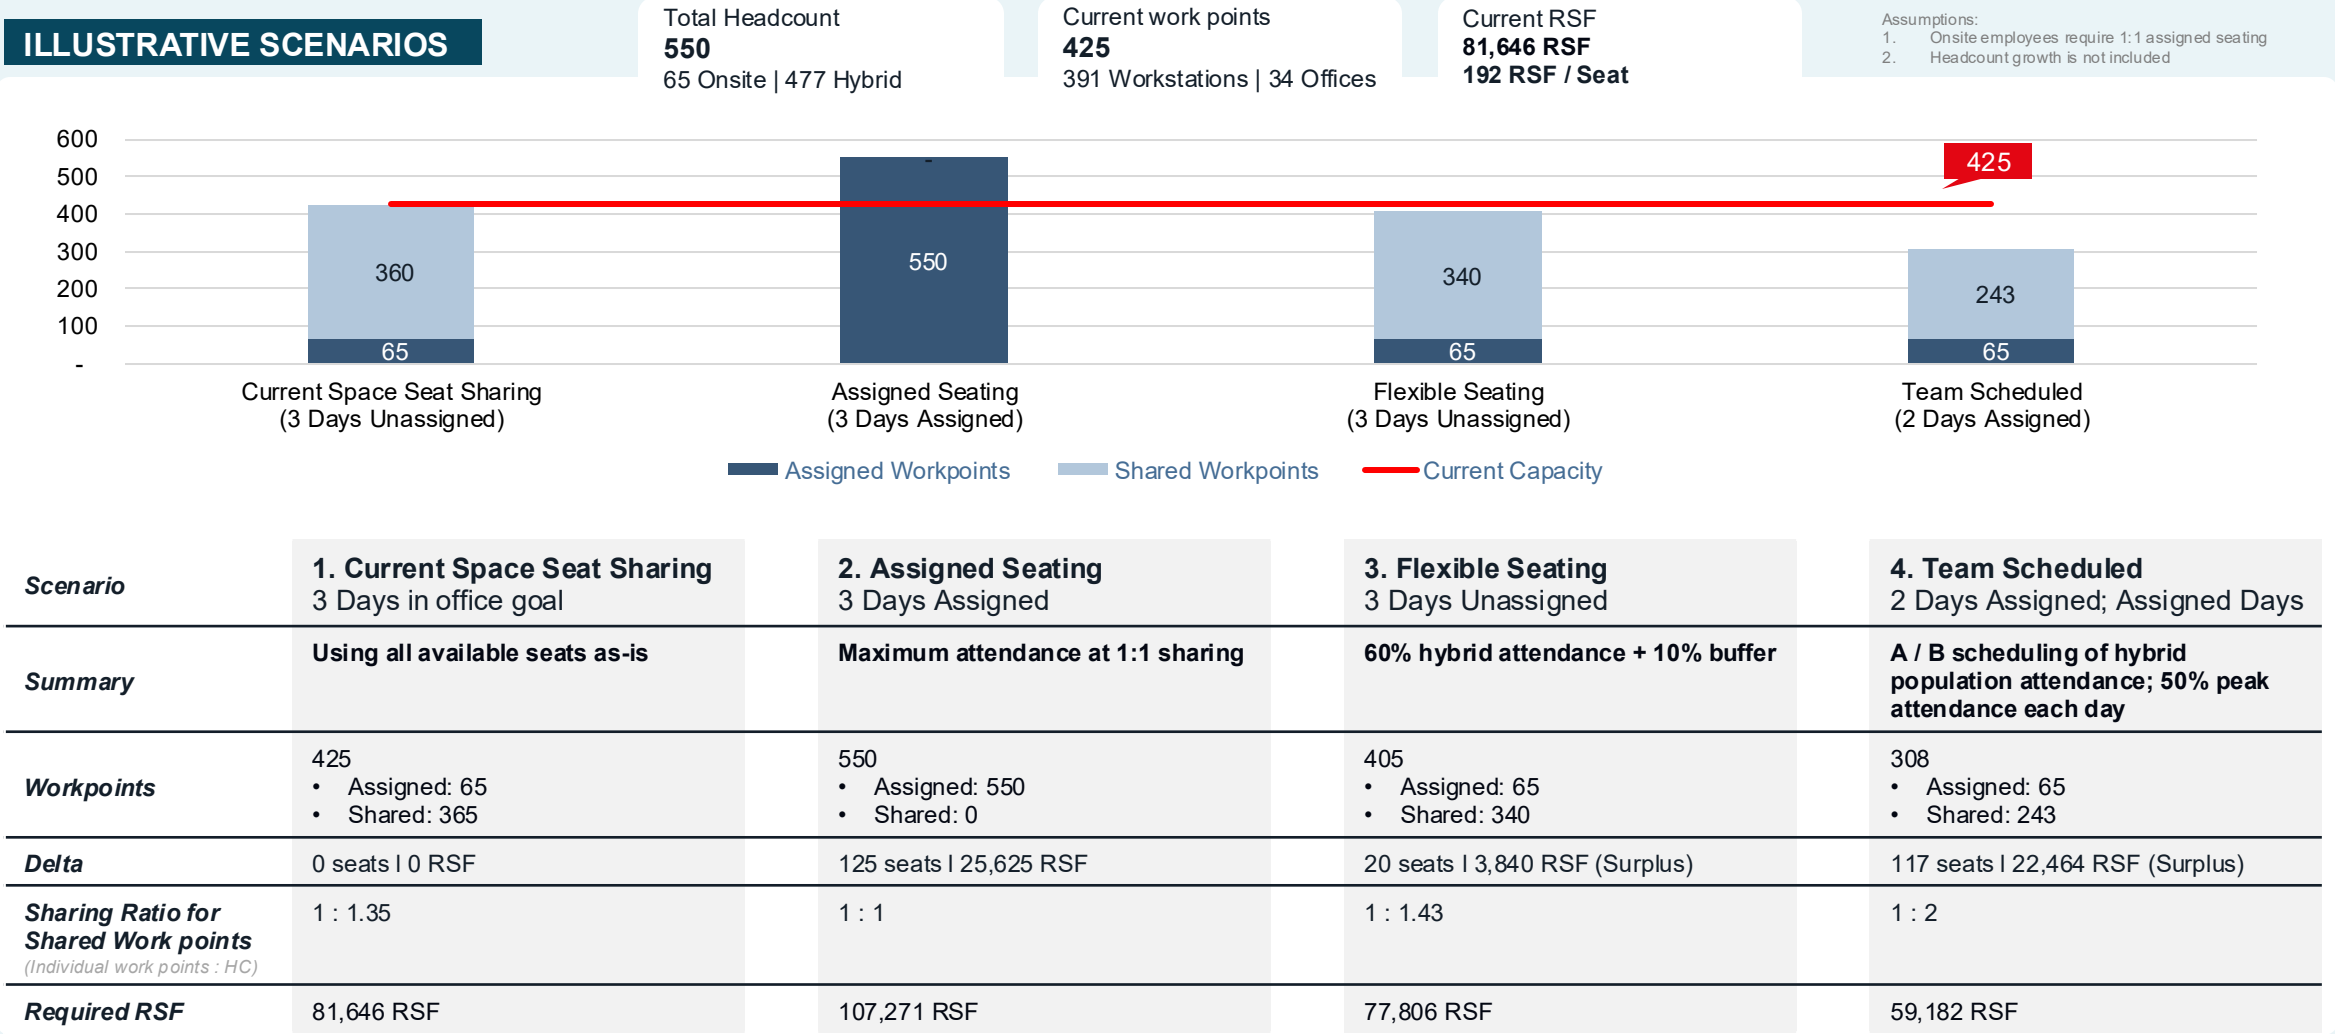 ILLUSTRATIVE SCENARIOS
Total Headcount
550
65 Onsite | 477 Hybrid
Current work points
425
391 Workstations | 34 Offices
Current RSF
81,646 RSF
192 RSF / Seat
Assumptions:
1. Onsite employees require 1:1 assigned seating
2. Headcount growth is not included
600
500
400
300
200
100
-
360
65
-
550
340
65
425
243
65
Current Space Seat Sharing
(3 Days Unassigned)
Assigned Seating
(3 Days Assigned)
Flexible Seating
(3 Days Unassigned)
Team Scheduled
(2 Days Assigned)
Assigned Workpoints
Shared Workpoints
Current Capacity
Scenario
1. Current Space Seat Sharing
3 Days in office goal
2. Assigned Seating
3 Days Assigned
3. Flexible Seating
3 Days Unassigned
4. Team Scheduled
2 Days Assigned; Assigned Days
Summary
Using all available seats as-is
Maximum attendance at 1:1 sharing
60% hybrid attendance + 10% buffer
A / B scheduling of hybrid
population attendance; 50% peak
attendance each day
Workpoints
425
• Assigned: 65
• Shared: 365
550
• Assigned: 550
• Shared: 0
405
• Assigned: 65
• Shared: 340
308
• Assigned: 65
• Shared: 243
Delta
0 seats l 0 RSF
125 seats l 25,625 RSF
20 seats l 3,840 RSF (Surplus)
117 seats l 22,464 RSF (Surplus)
Sharing Ratio for
Shared Work points
(Individual work points : HC)
1 : 1.35
1 : 1
1 : 1.43
1 : 2
Required RSF
81,646 RSF
107,271 RSF
77,806 RSF
59,182 RSF